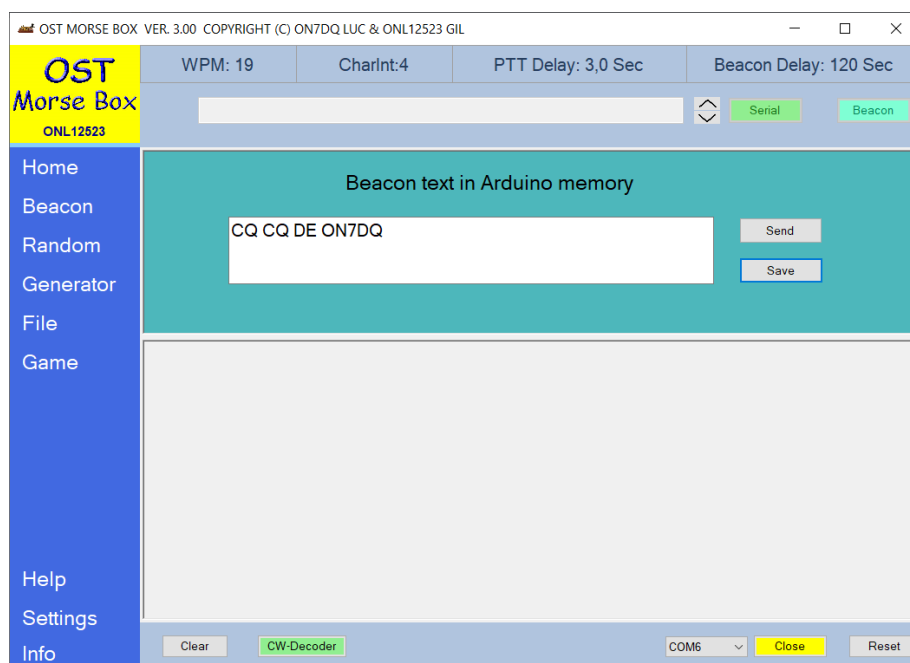 OST MORSE BOX VER. 3.00 COPYRIGHT (C) ON7DQ LUC & ONL12523 GIL
OST
Morse Box
ONL12523
WPM: 19 CharInt:4 PTT Delay: 3,0 Sec Beacon Delay: 120 Sec
Serial Beacon
Home
Beacon
Random
Generator
File
Game
Help
Settings
Info
Beacon text in Arduino memory
CQ CQ DE ON7DQ
Send
Save
Clear CW-Decoder COM6 Close Reset